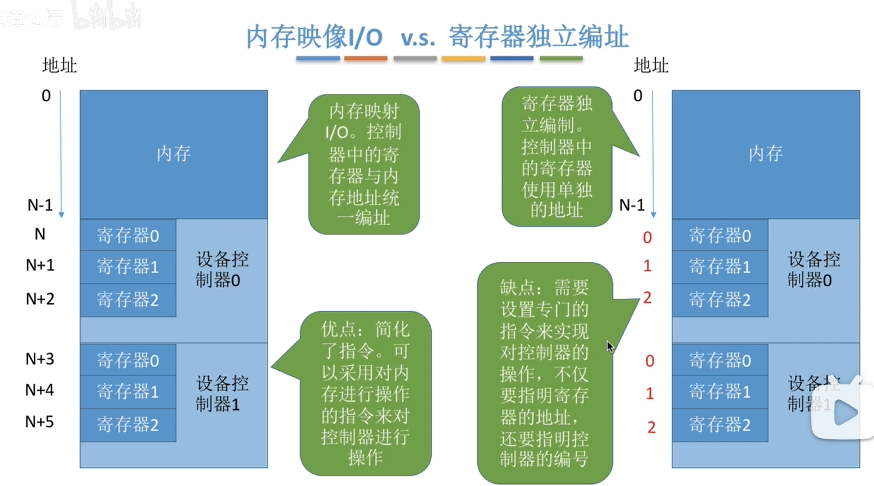 内存映像I/O v.s. 寄存器独立编址
地址
0
内存
N-1
N
寄存器0
N+1
寄存器1
N+2
寄存器2
设备控
制器0
N+3
寄存器0
N+4
寄存器1
N+5
寄存器2
设备控
制器1
内存映射
I/O。控制
器中的寄
存器与内
存地址统
一编址
优点：简化
了指令。可
以采用对内
存进行操作
的指令来对
控制器进行
操作
寄存器独
立编制。
控制器中
的寄存器
使用单独
的地址
缺点：需要
设置专门的
指令来实现
对控制器的
操作，不仅
要指明寄存
器的地址，
还要指明控
制器的编号
地址
0
内存
N-1
0
寄存器0
1
寄存器1
2
寄存器2
设备控
制器0
0
寄存器0
1
寄存器1
2
寄存器2
设备控
制器1
bilibili